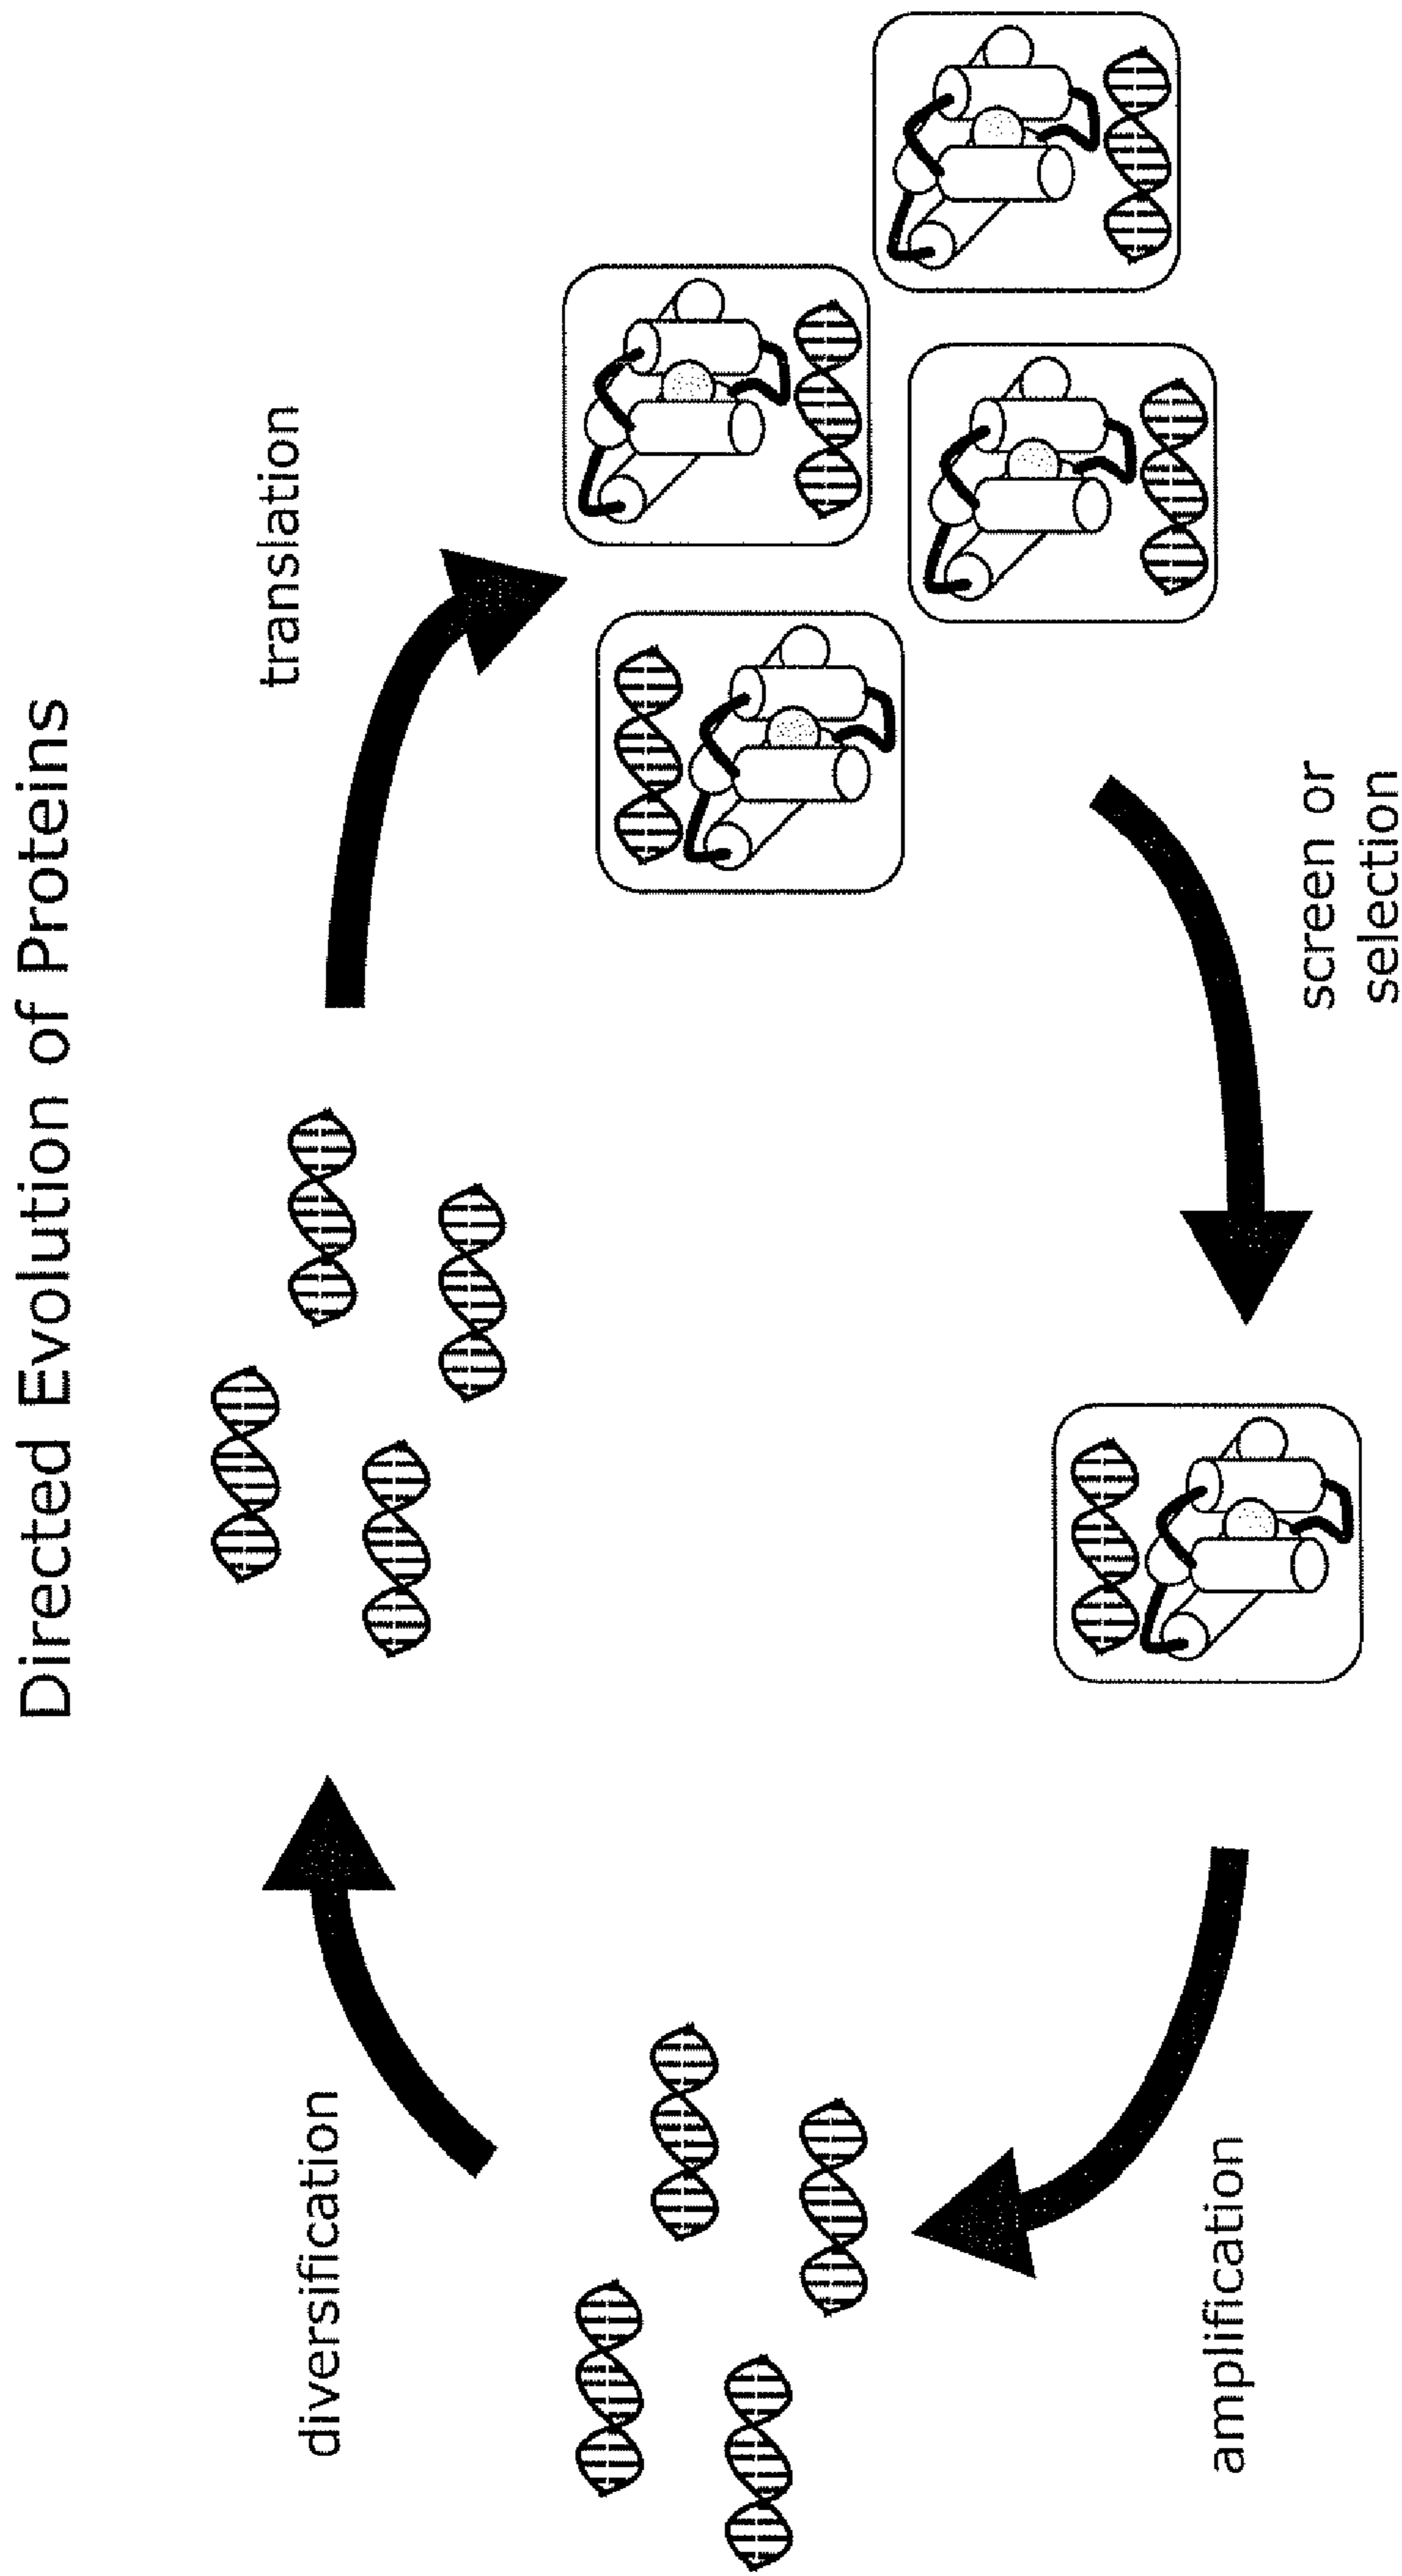 Directed Evolution of Proteins
diversification
translation
amplification
screen or
selection